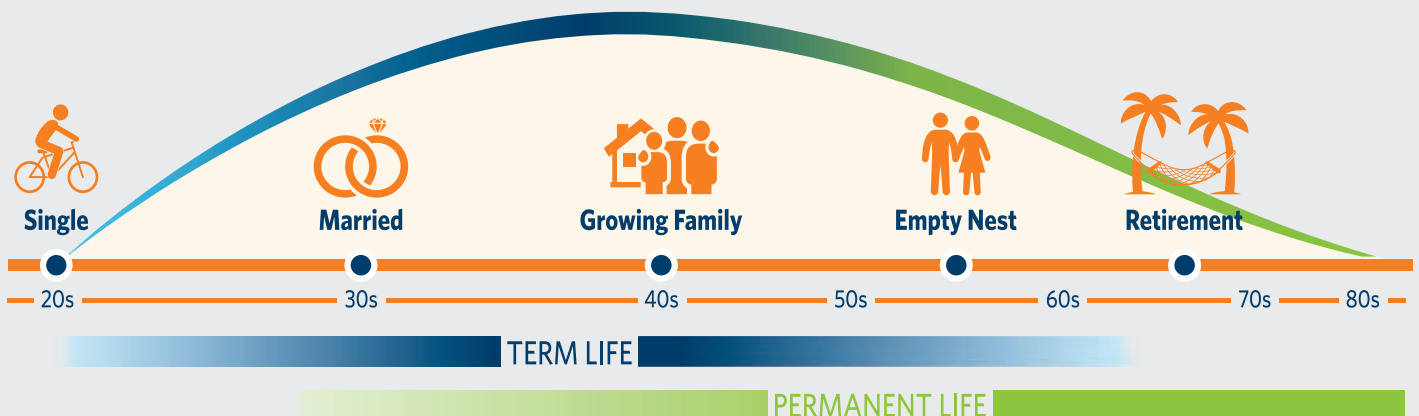 Single
Married
Growing Family
Empty Nest
Retirement
20s
30s
40s
50s
60s
70s
80s
TERM LIFE
PERMANENT LIFE